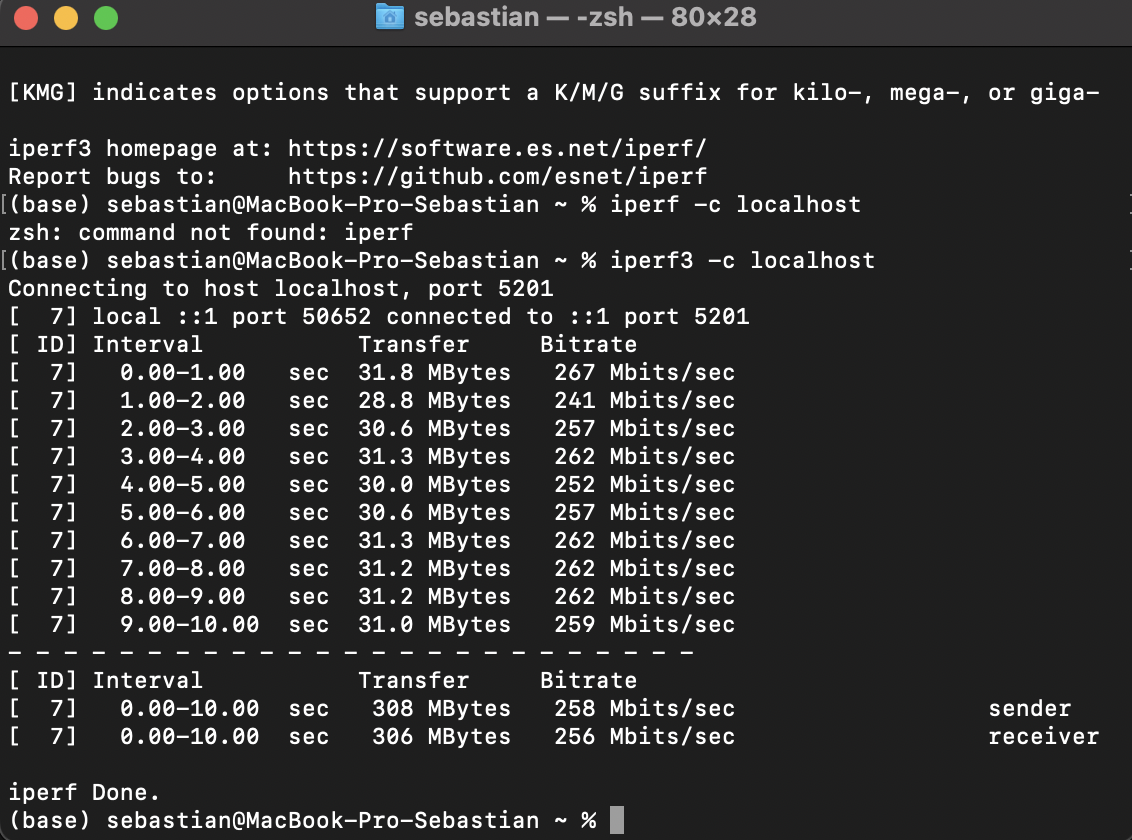 sebastian — -zsh — 80×28
[KMG] indicates options that support a K/M/G suffix for kilo-, mega-, or giga-
iperf3 homepage at: https://software.es.net/iperf/
Report bugs to:     https://github.com/esnet/iperf
[(base) sebastian@MacBook-Pro-Sebastian ~ % iperf -c localhost ]
zsh: command not found: iperf
[(base) sebastian@MacBook-Pro-Sebastian ~ % iperf3 -c localhost ]
Connecting to host localhost, port 5201
[  7] local ::1 port 50652 connected to ::1 port 5201
[ ID] Interval           Transfer     Bitrate
[  7]   0.00-1.00   sec  31.8 MBytes   267 Mbits/sec
[  7]   1.00-2.00   sec  28.8 MBytes   241 Mbits/sec
[  7]   2.00-3.00   sec  30.6 MBytes   257 Mbits/sec
[  7]   3.00-4.00   sec  31.3 MBytes   262 Mbits/sec
[  7]   4.00-5.00   sec  30.0 MBytes   252 Mbits/sec
[  7]   5.00-6.00   sec  30.6 MBytes   257 Mbits/sec
[  7]   6.00-7.00   sec  31.3 MBytes   262 Mbits/sec
[  7]   7.00-8.00   sec  31.2 MBytes   262 Mbits/sec
[  7]   8.00-9.00   sec  31.2 MBytes   262 Mbits/sec
[  7]   9.00-10.00  sec  31.0 MBytes   259 Mbits/sec
- - - - - - - - - - - - - - - - - - - - - - - - -
[ ID] Interval           Transfer     Bitrate
[  7]   0.00-10.00  sec   308 MBytes   258 Mbits/sec                  sender
[  7]   0.00-10.00  sec   306 MBytes   256 Mbits/sec                  receiver
iperf Done.
(base) sebastian@MacBook-Pro-Sebastian ~ %